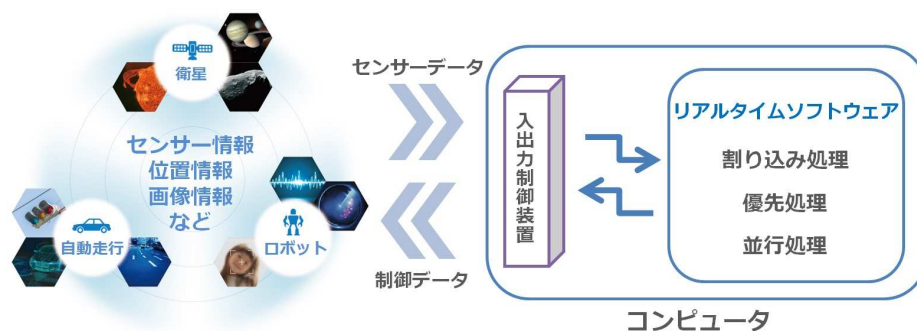 衛星
センサー情報
位置情報
画像情報
など
自動走行
ロボット
センサーデータ
制御データ
入出力制御装置
リアルタイムソフトウェア
割り込み処理
優先処理
並行処理
コンピュータ